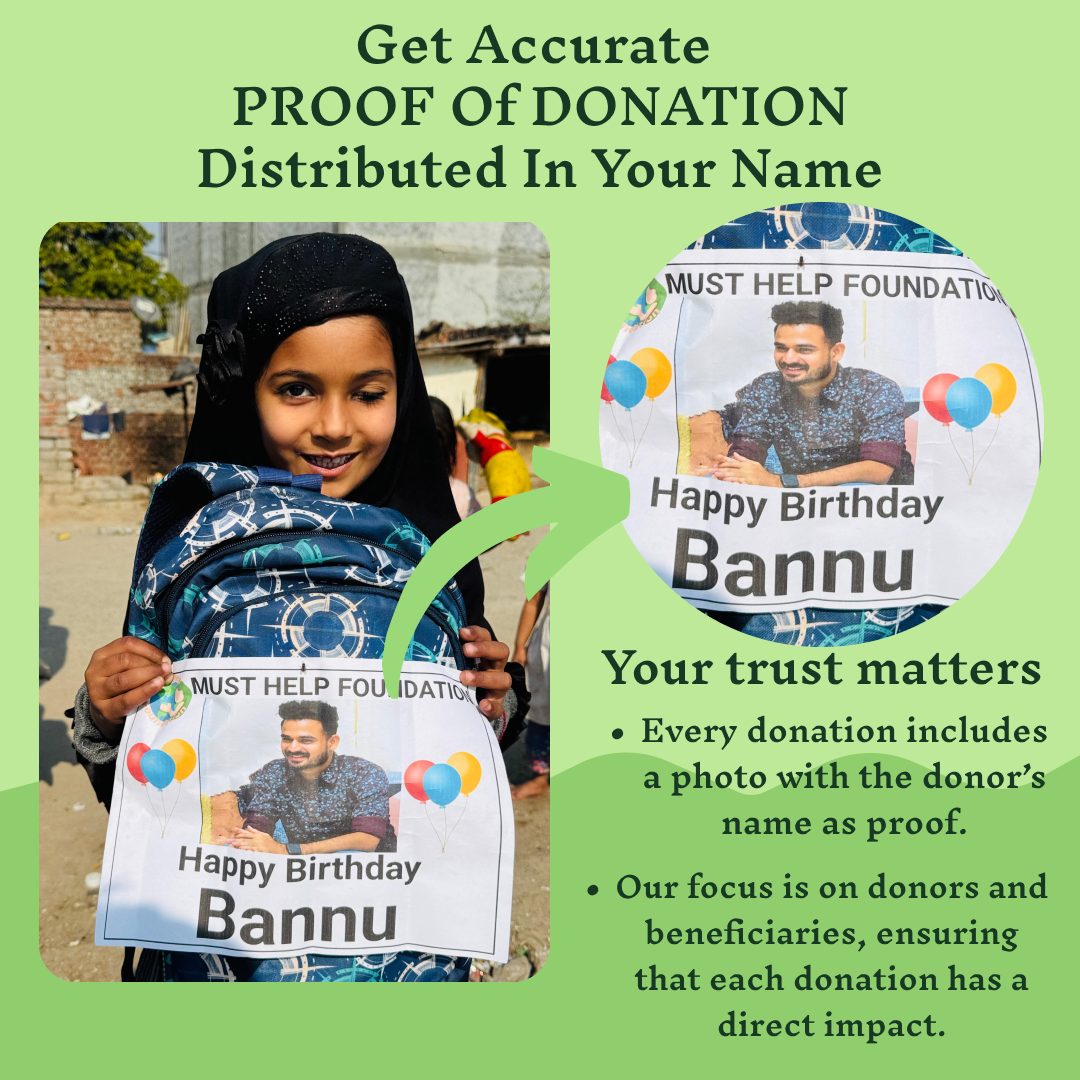 Get Accurate
PROOF Of DONATION
Distributed In Your Name
MUST HELP FOUNDATION
Happy Birthday
Bannu
MUST HELP FOUNDATION
Happy Birthday
Bannu
Your trust matters
• Every donation includes
a photo with the donor's
name as proof.
• Our focus is on donors and
beneficiaries, ensuring
that each donation has a
direct impact.